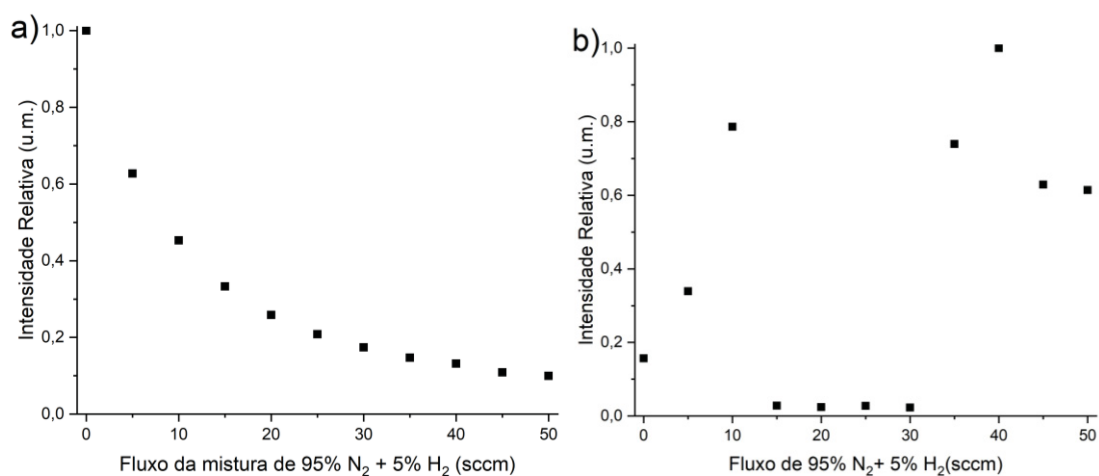 a)
Intensidade Relativa (u.m.)
1,0
0,8
0,6
0,4
0,2
0,0
0 10 20 30 40 50
Fluxo da mistura de 95% N₂ + 5% H₂ (sccm)
b)
Intensidade Relativa (u.m.)
1,0
0,8
0,6
0,4
0,2
0,0
0 10 20 30 40 50
Fluxo de 95% N₂+ 5% H₂(sccm)